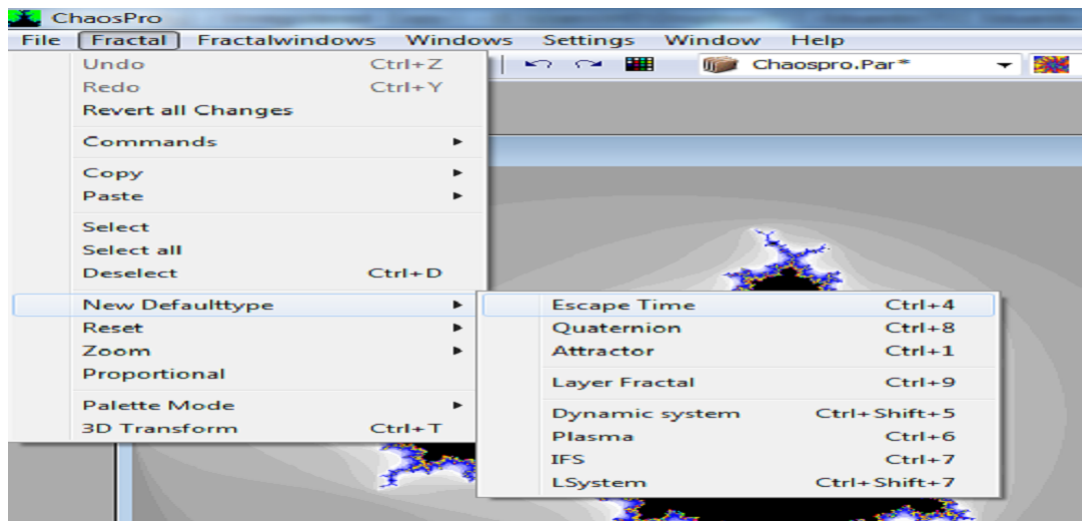 ChaosPro
File Fractal Fractalwindows Windows Settings Window Help
Undo Ctrl+Z
Chaospro.Par*
Redo Ctrl+Y
Revert all Changes
Commands
Copy
Paste
Select
Select all
Deselect Ctrl+D
New Defaulttype
Reset
Zoom
Proportional
Palette Mode
3D Transform Ctrl+T
Escape Time Ctrl+4
Quaternion Ctrl+8
Attractor Ctrl+1
Layer Fractal Ctrl+9
Dynamic system Ctrl+Shift+5
Plasma Ctrl+6
IFS Ctrl+7
LSystem Ctrl+Shift+7